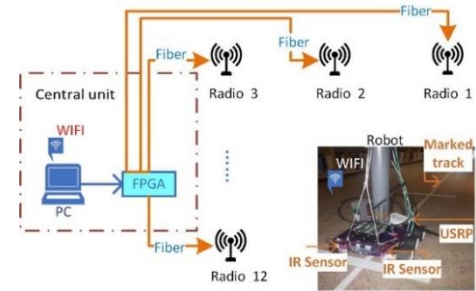 Fiber
Fiber
Fiber
Radio 3
Radio 2
Radio 1
Central unit
WIFI
PC
FPGA
Fiber
Radio 12
Robot
Marked
track
WIFI
USRP
IR Sensor
IR Sensor